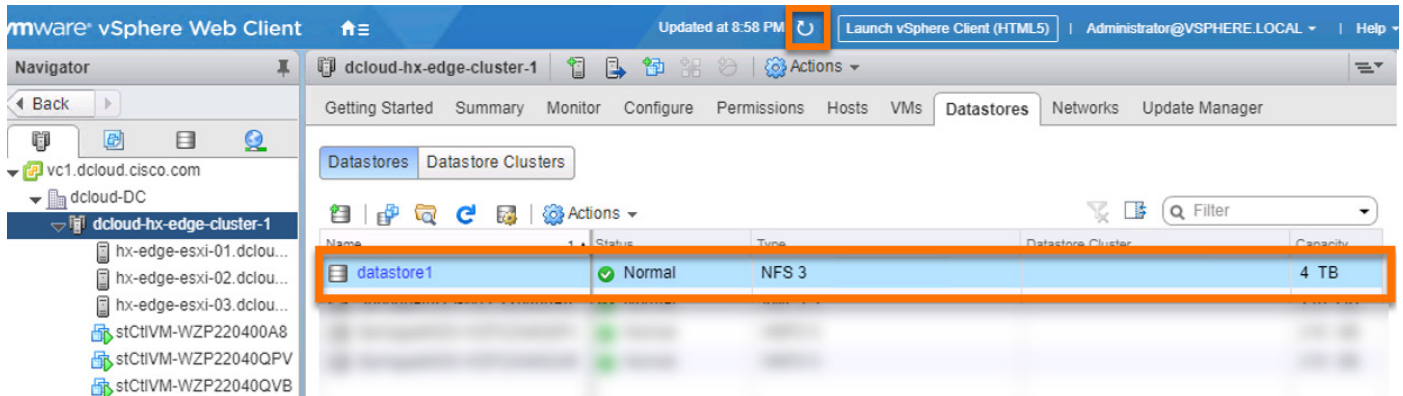 vmware® vSphere Web Client Updated at 8:58 PM Launch vSphere Client (HTML5) | Administrator@VSPHERE.LOCAL | Help
Navigator
Back
vc1.dcloud.cisco.com
dcloud-DC
dcloud-hx-edge-cluster-1
hx-edge-esxi-01.dclou...
hx-edge-esxi-02.dclou...
hx-edge-esxi-03.dclou...
stCtlVM-WZP220400A8
stCtlVM-WZP22040QPV
stCtlVM-WZP22040QVB
dcloud-hx-edge-cluster-1 Actions
Getting Started Summary Monitor Configure Permissions Hosts VMs Datastores Networks Update Manager
Datastores Datastore Clusters
Actions Filter
Name 1 Status Type Datastore Cluster Capacity
datastore1 Normal NFS 3 4 TB